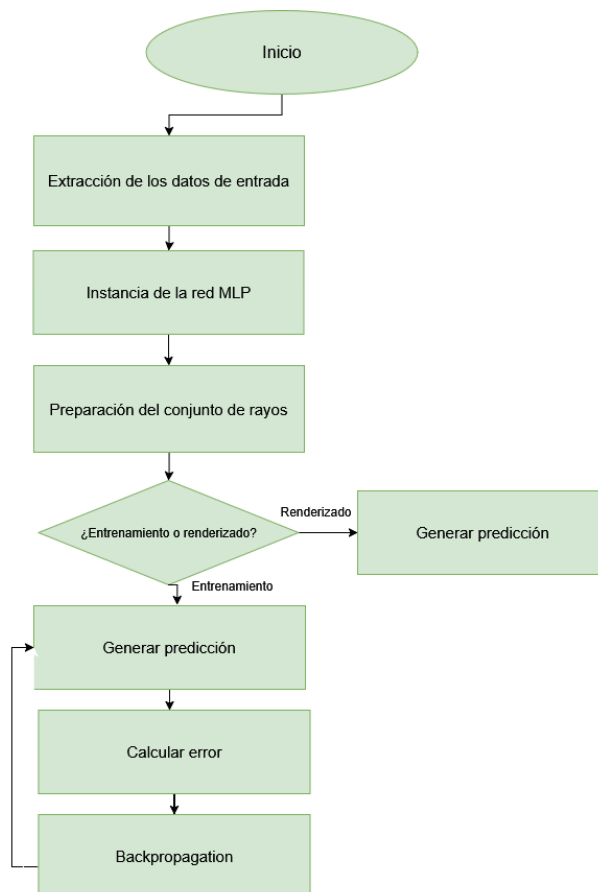 Inicio
Extracción de los datos de entrada
Instancia de la red MLP
Preparación del conjunto de rayos
¿Entrenamiento o renderizado?
Renderizado
Generar predicción
Entrenamiento
Generar predicción
Calcular error
Backpropagation